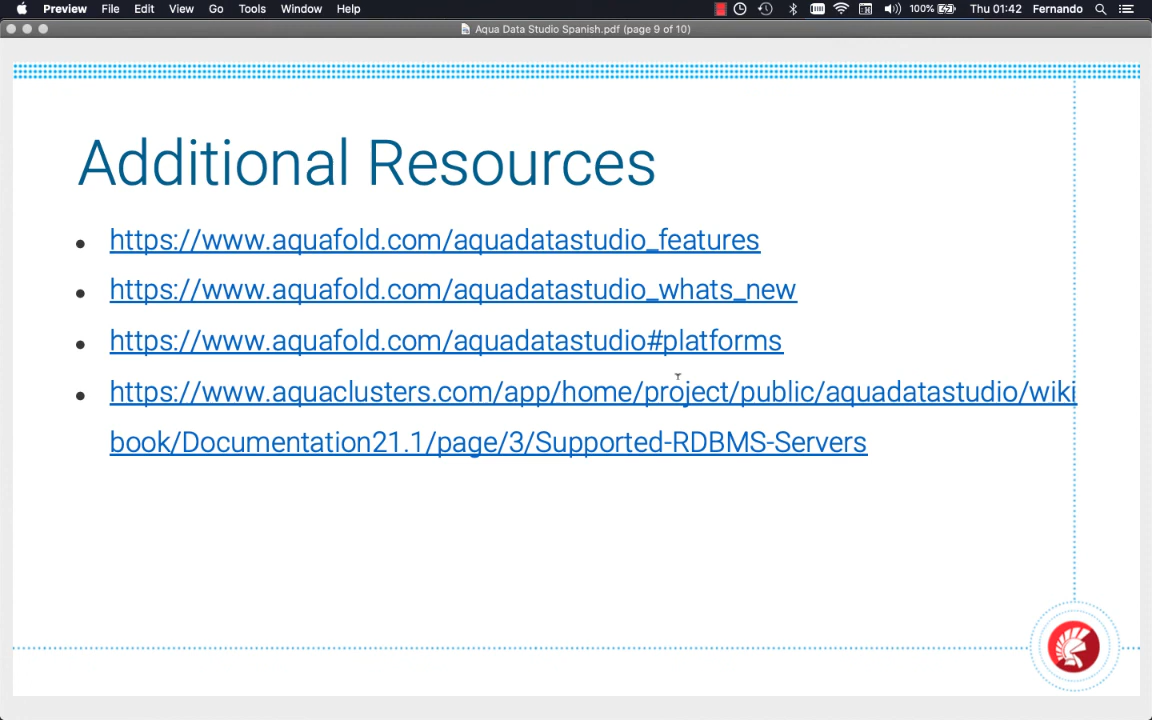 Preview File Edit View Go Tools Window Help 100% Thu 01:42 Fernando
Aqua Data Studio Spanish.pdf (page 9 of 10)
Additional Resources
• https://www.aquafold.com/aquadatastudio_features
• https://www.aquafold.com/aquadatastudio_whats_new
• https://www.aquafold.com/aquadatastudio#platforms
• https://www.aquaclusters.com/app/home/project/public/aquadatastudio/wiki
book/Documentation21.1/page/3/Supported-RDBMS-Servers